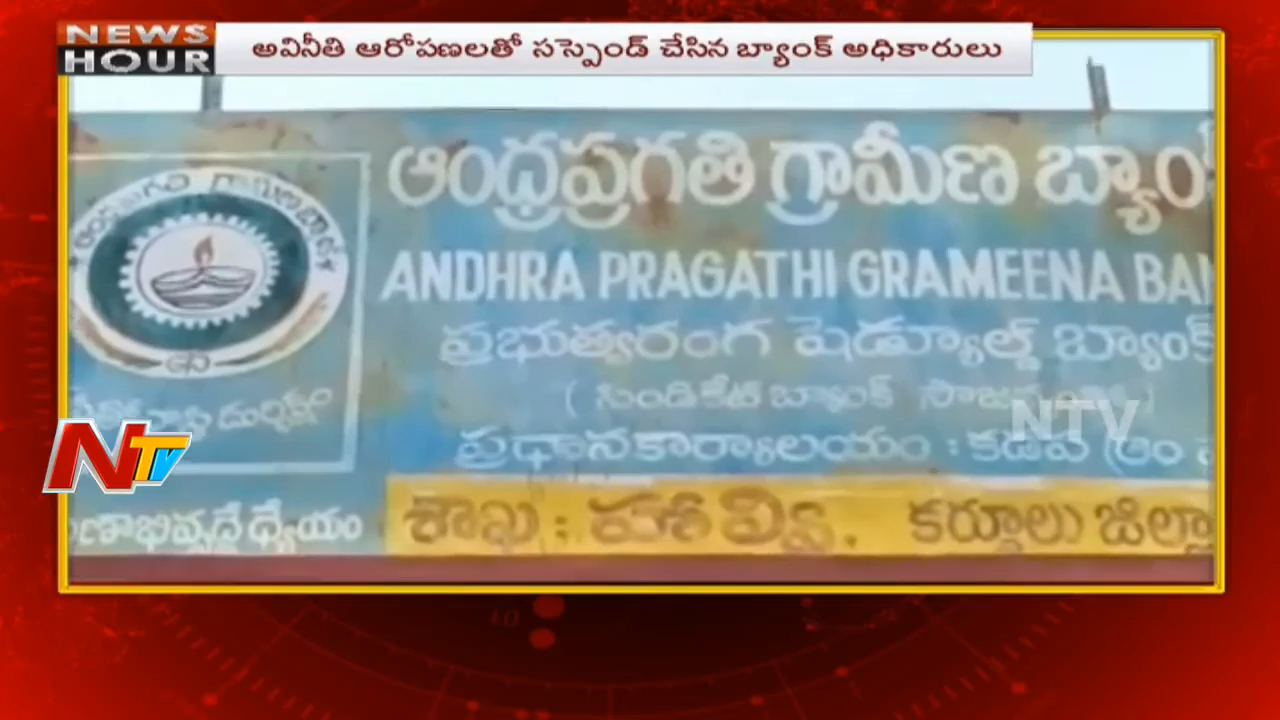 NEWS
HOUR
అవినీతి ఆరోపణలతో సస్పెండ్ చేసిన బ్యాంక్ అధికారులు
ఆంధ్రప్రగతి గ్రామీణ బ్యాం
ANDHRA PRAGATHI GRAMEENA BAN
ప్రభుత్వరంగ షెడ్యూల్డ్ బ్యాంక్
( సిండికేట్ బ్యాంక్
NTV
ప్రధానకార్యాలయం : కడప (ఆం
NTV
శాఖ : కర్నూలు జిల్లా